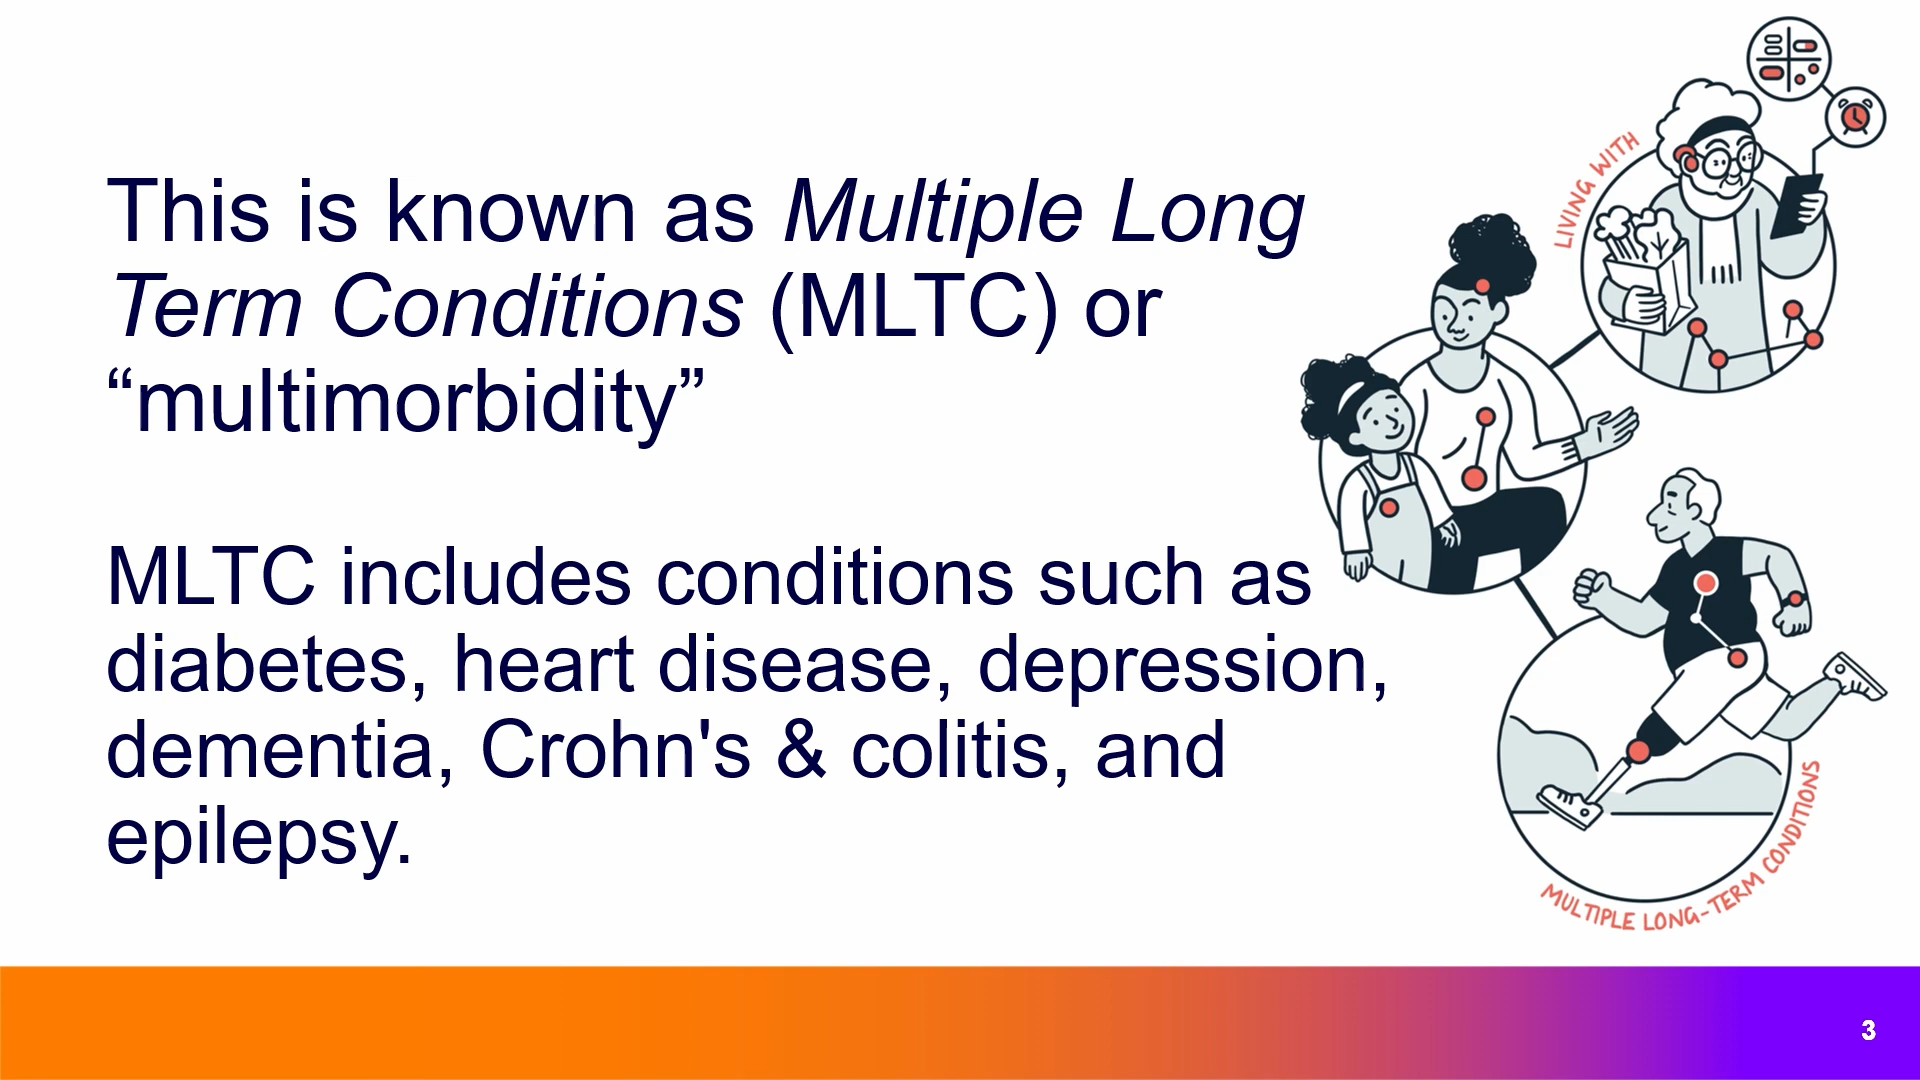 This is known as Multiple Long
Term Conditions (MLTC) or
“multimorbidity”
MLTC includes conditions such as
diabetes, heart disease, depression,
dementia, Crohn's & colitis, and
epilepsy.
LIVING WITH
MULTIPLE LONG-TERM CONDITIONS
3